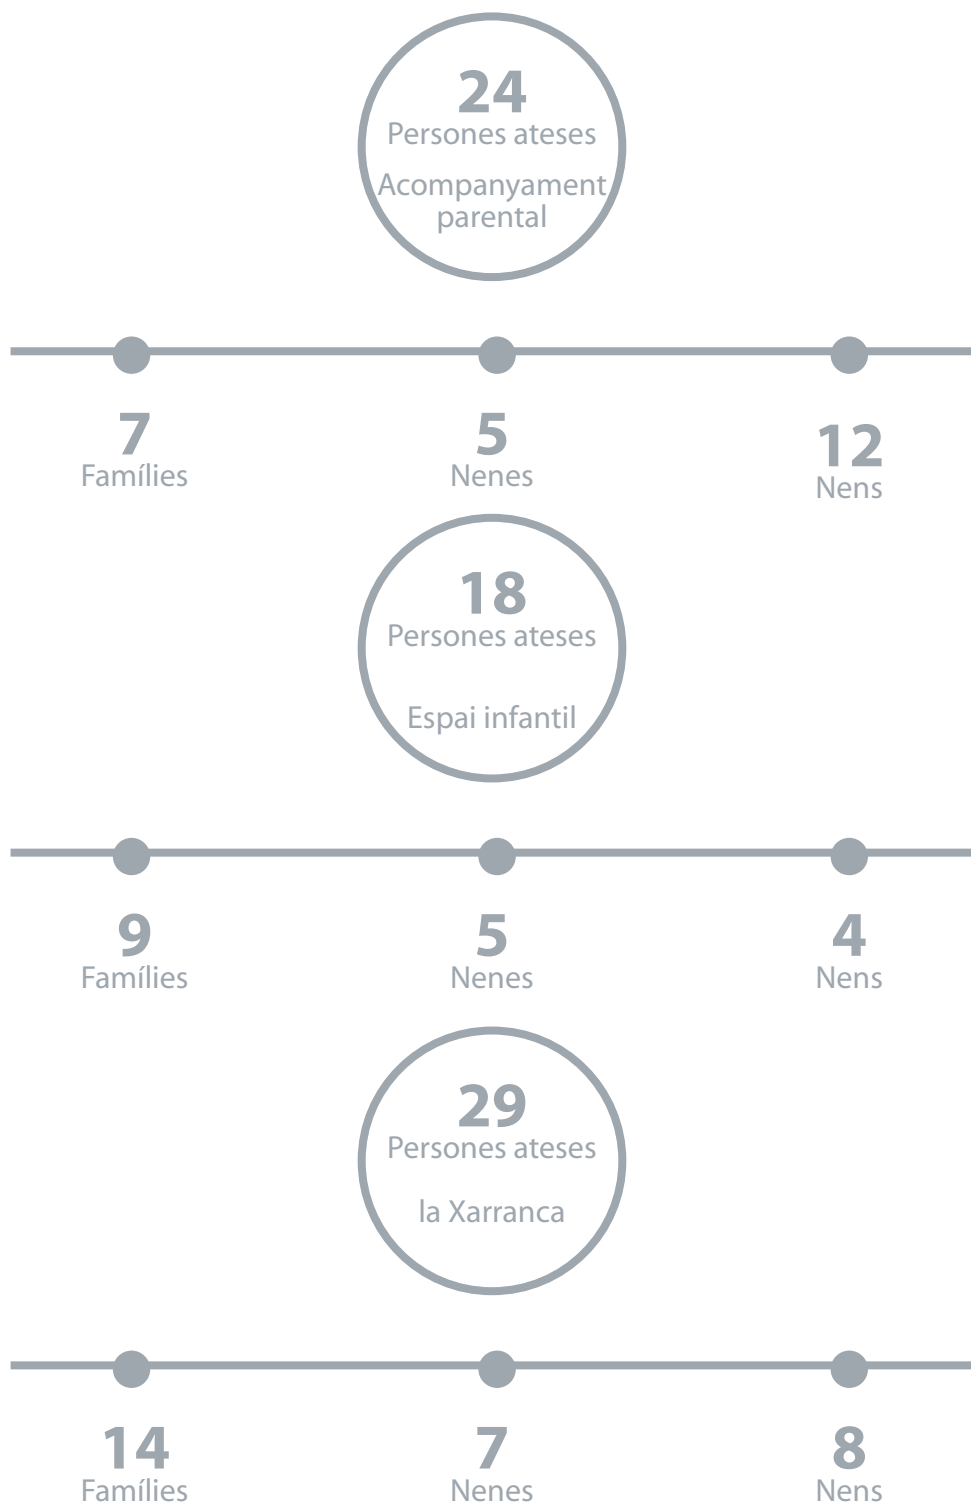 24
Persones ateses
Acompanyament
parental
7
Famílies
5
Nenes
12
Nens
18
Persones ateses
Espai infantil
9
Famílies
5
Nenes
4
Nens
29
Persones ateses
la Xarranca
14
Famílies
7
Nenes
8
Nens